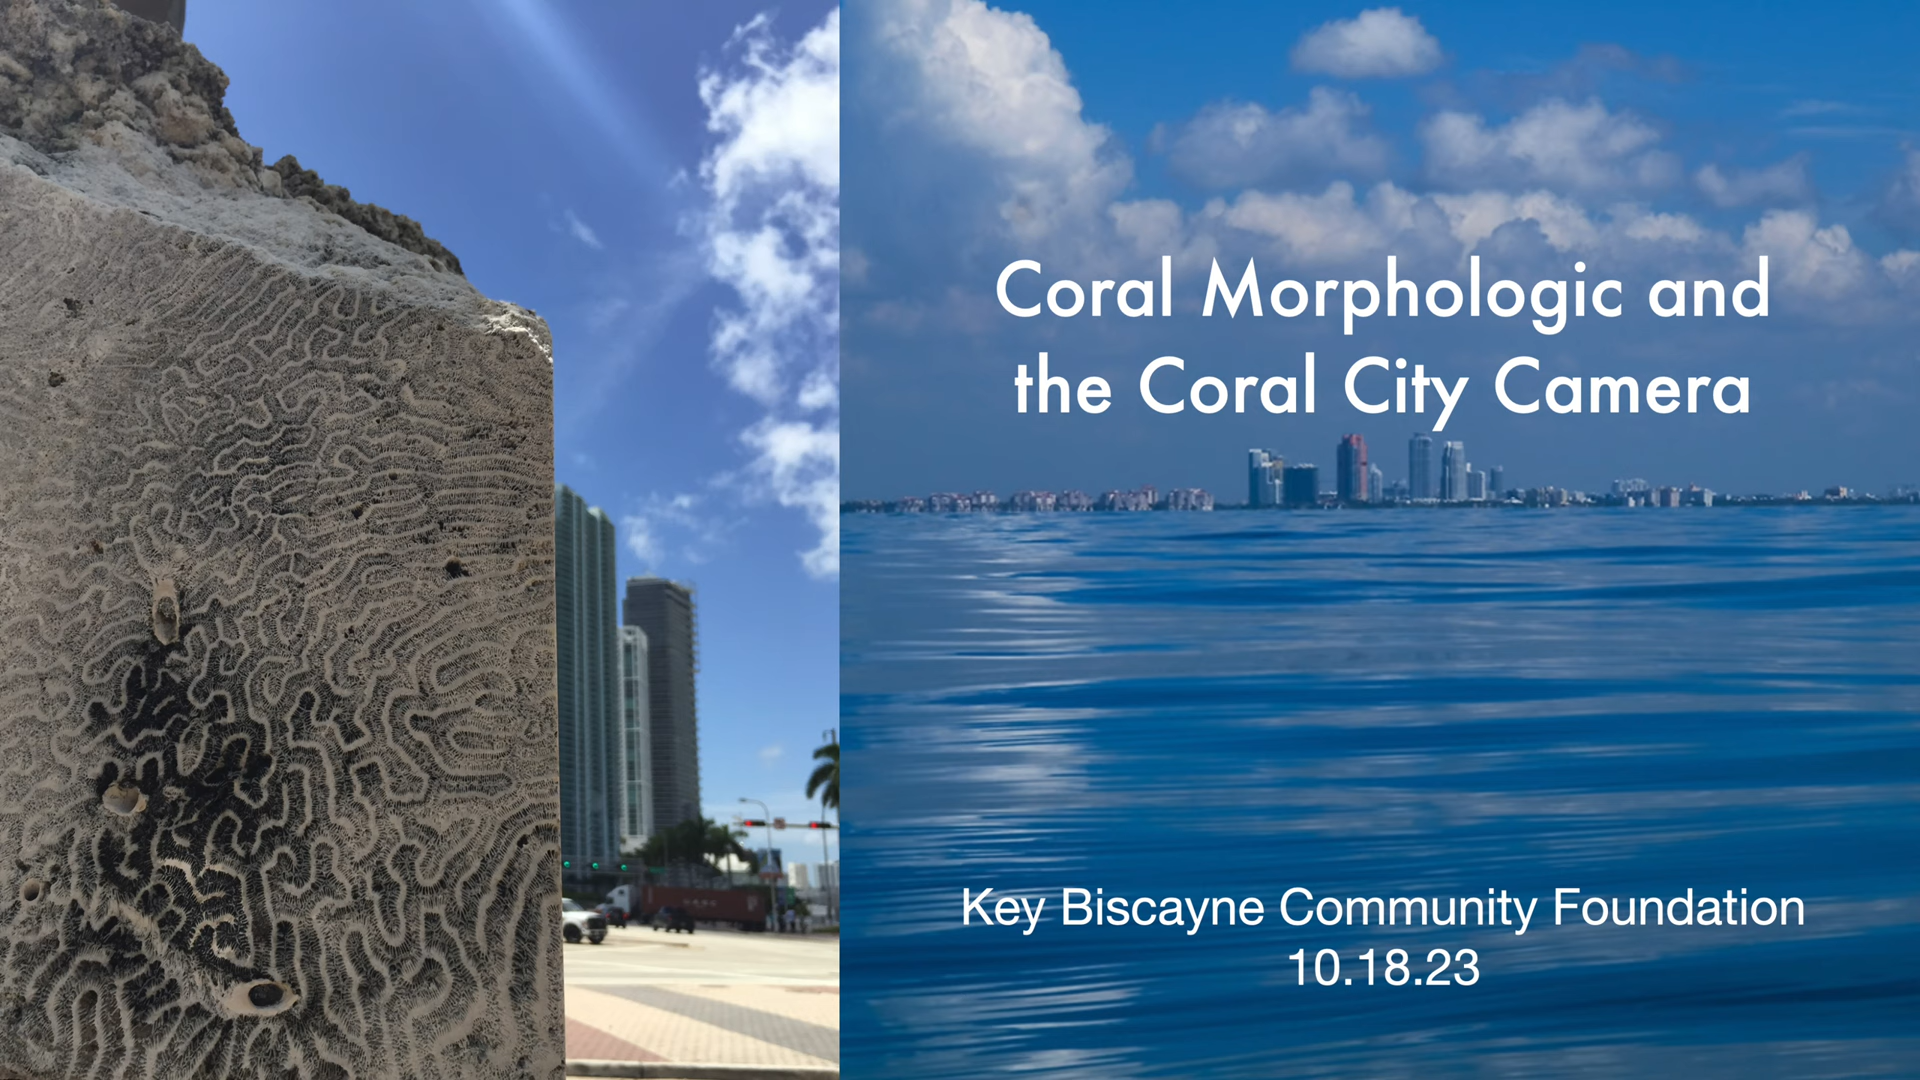 Coral Morphologic and
the Coral City Camera
Key Biscayne Community Foundation
10.18.23